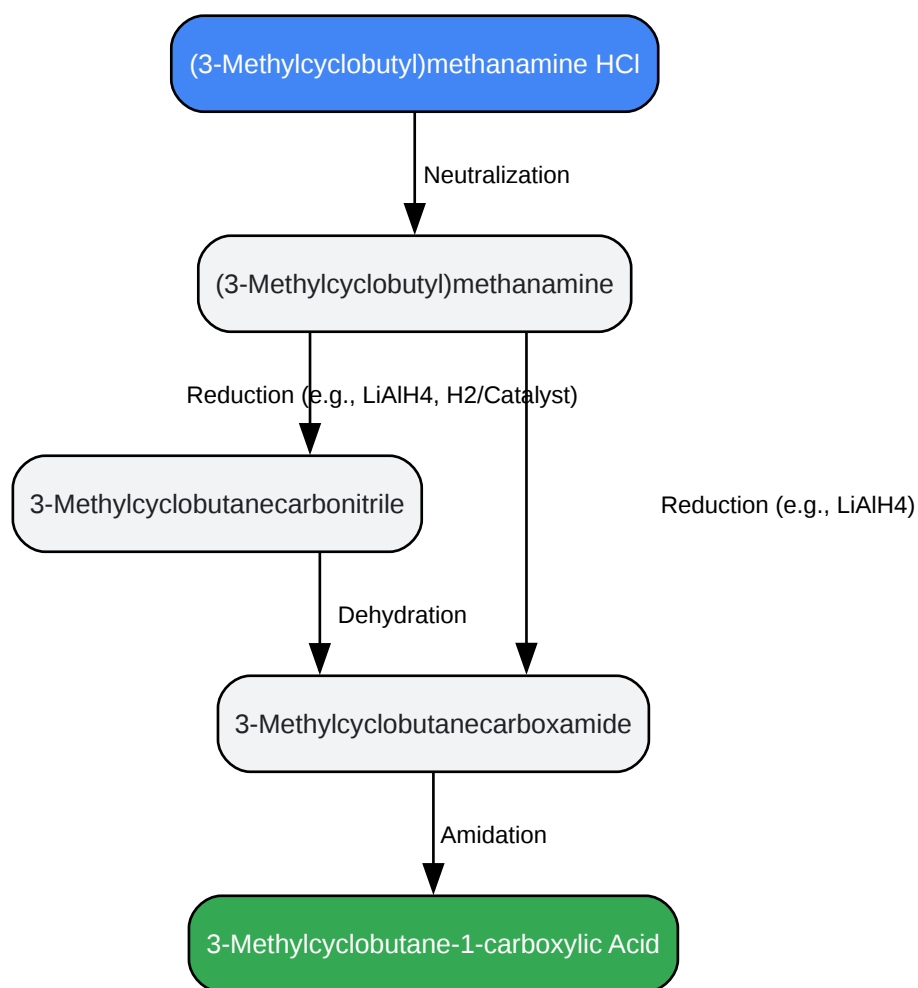 (3-Methylcyclobutyl)methanamine HCl
Neutralization
(3-Methylcyclobutyl)methanamine
Reduction (e.g., LiAlH4, H2/Catalyst)
3-Methylcyclobutanecarbonitrile
Reduction (e.g., LiAlH4)
Dehydration
3-Methylcyclobutanecarboxamide
Amidation
3-Methylcyclobutane-1-carboxylic Acid